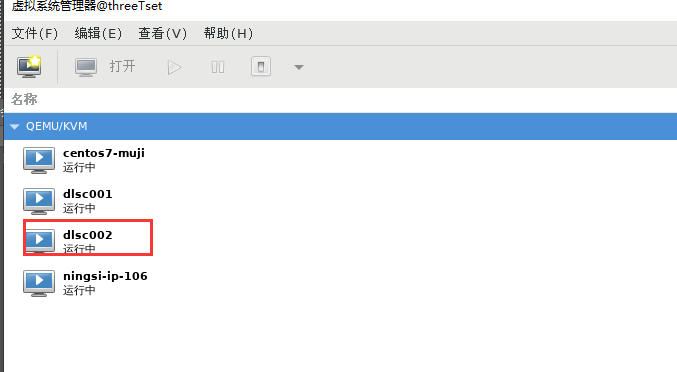 虚拟系统管理器@threeTset
文件(F) 编辑(E) 查看(V) 帮助(H)
打开
名称
QEMU/KVM
centos7-muji
运行中
dlsc001
运行中
dlsc002
运行中
ningsi-ip-106
运行中